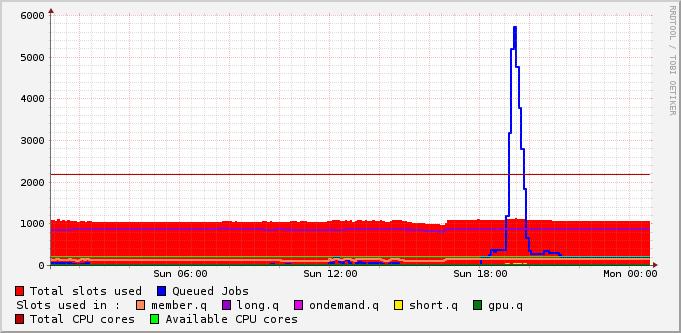 6000
5000
4000
3000
2000
1000
0
Sun 06:00 Sun 12:00 Sun 18:00 Mon 00:00
Total slots used Queued Jobs
Slots used in : member.q long.q ondemand.q short.q gpu.q
Total CPU cores Available CPU cores
RRDTOOL / TOBI OETIKER